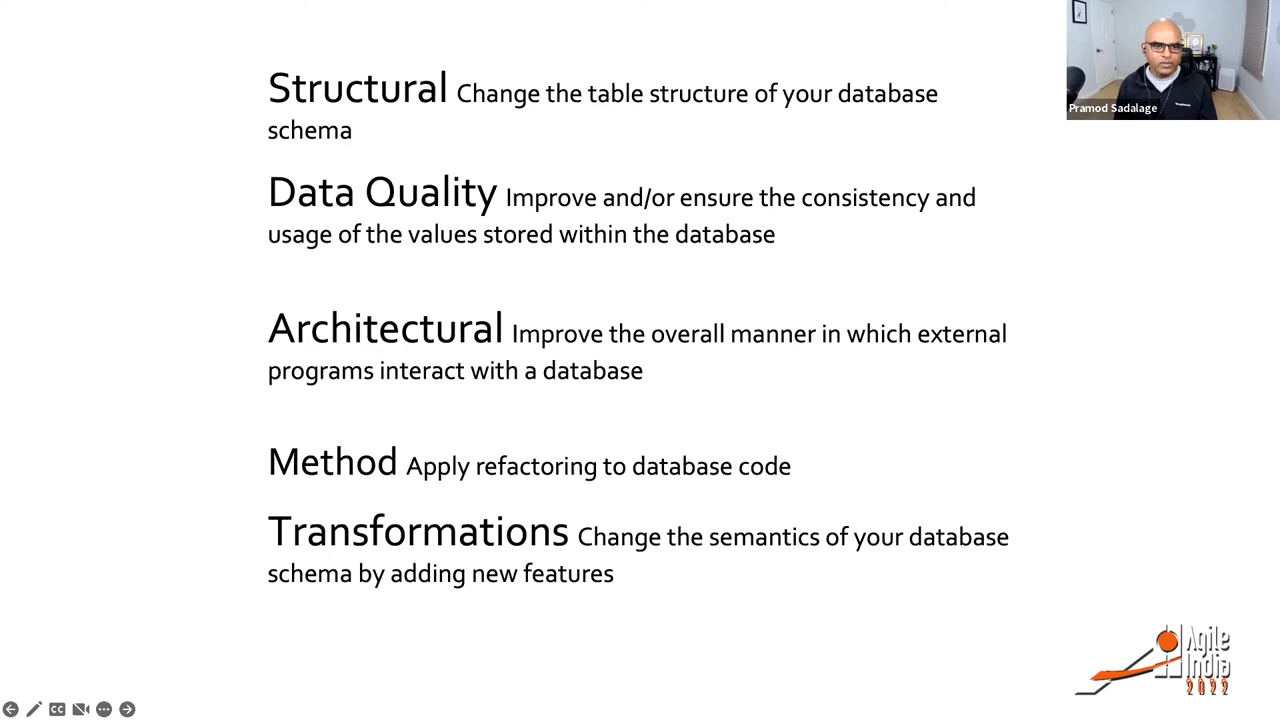 Structural Change the table structure of your database
schema
Data Quality Improve and/or ensure the consistency and
usage of the values stored within the database
Architectural Improve the overall manner in which external
programs interact with a database
Method Apply refactoring to database code
Transformations Change the semantics of your database
schema by adding new features
Pramod Sadalage
Agile
India
2022
CC